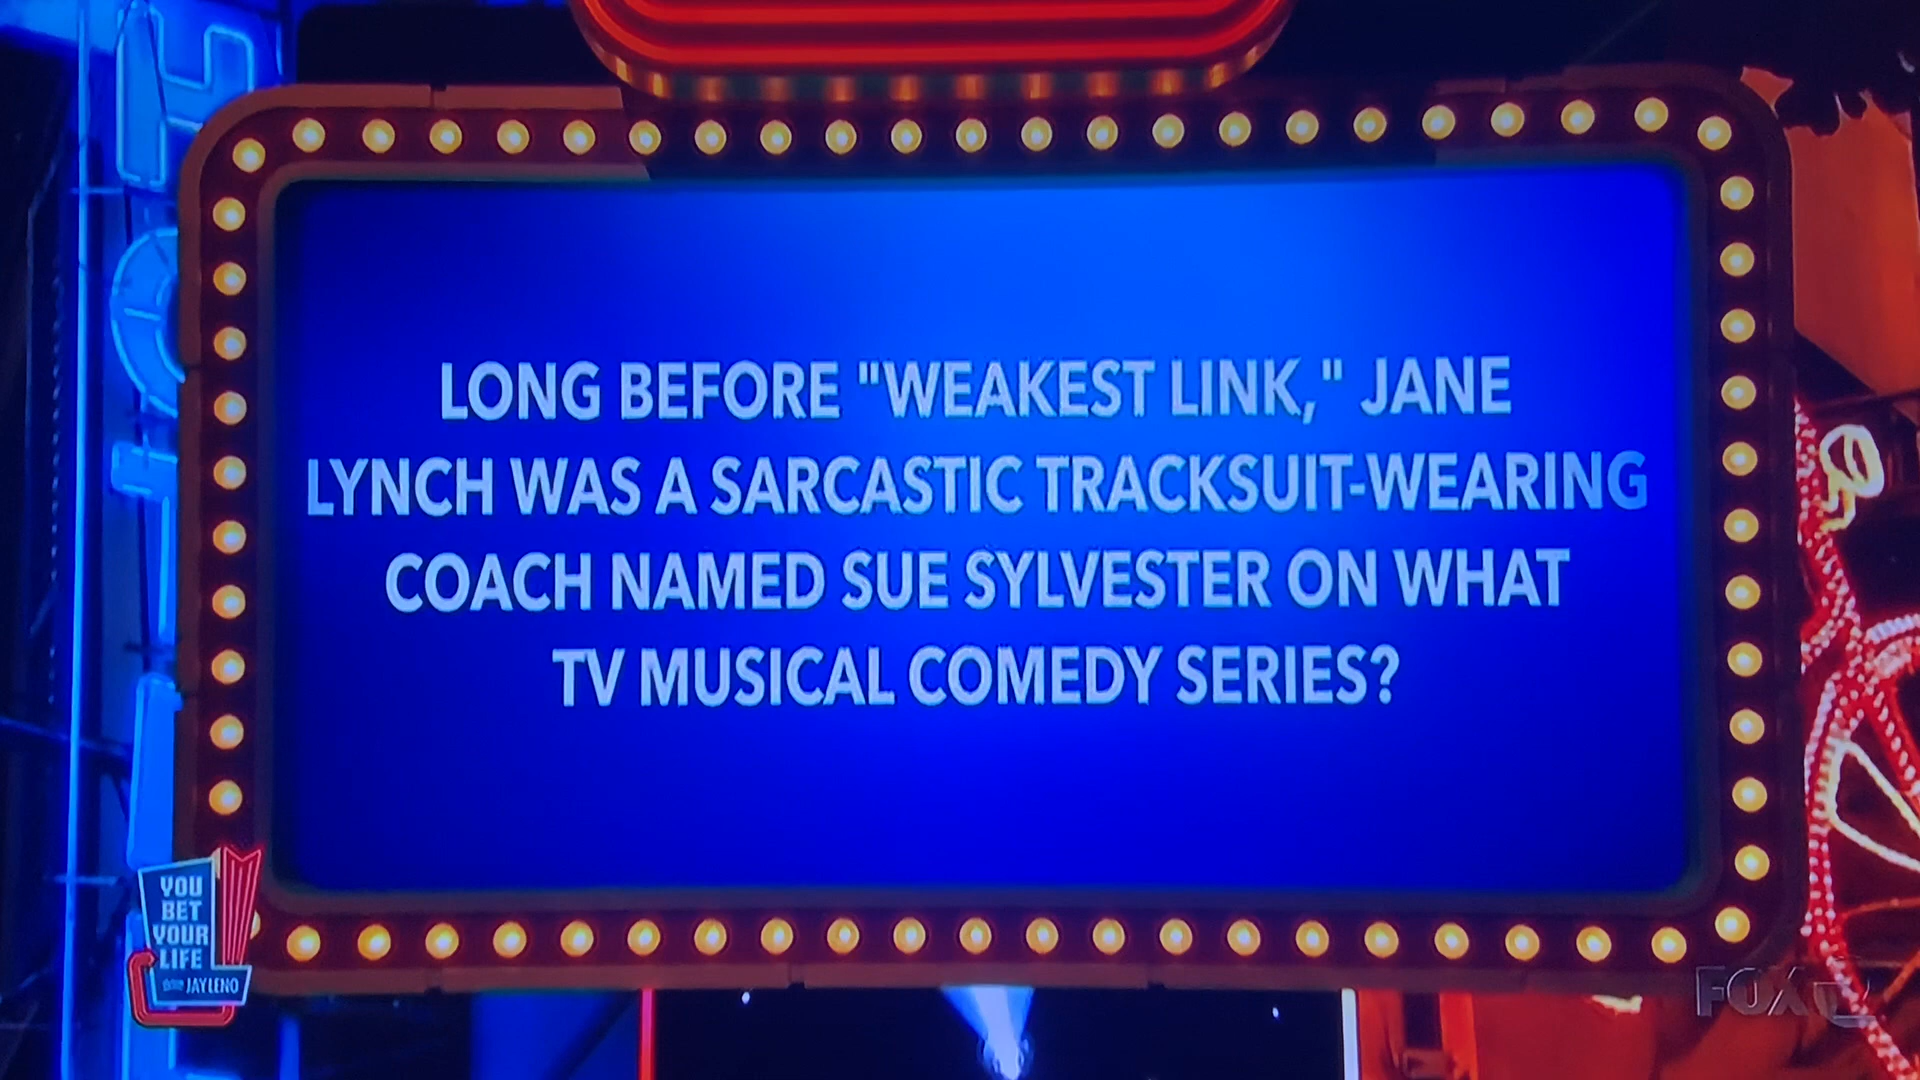 LONG BEFORE "WEAKEST LINK," JANE
LYNCH WAS A SARCASTIC TRACKSUIT-WEARING
COACH NAMED SUE SYLVESTER ON WHAT
TV MUSICAL COMEDY SERIES?
YOU
BET
YOUR
LIFE
JAY LENO
FOX